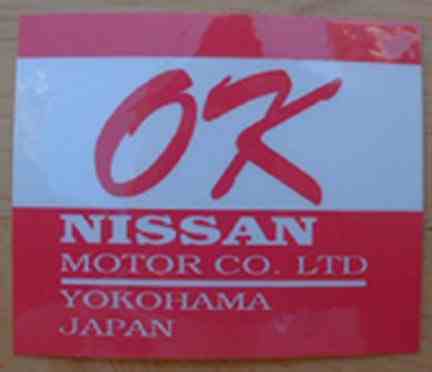 OK
NISSAN
MOTOR CO. LTD
YOKOHAMA
JAPAN